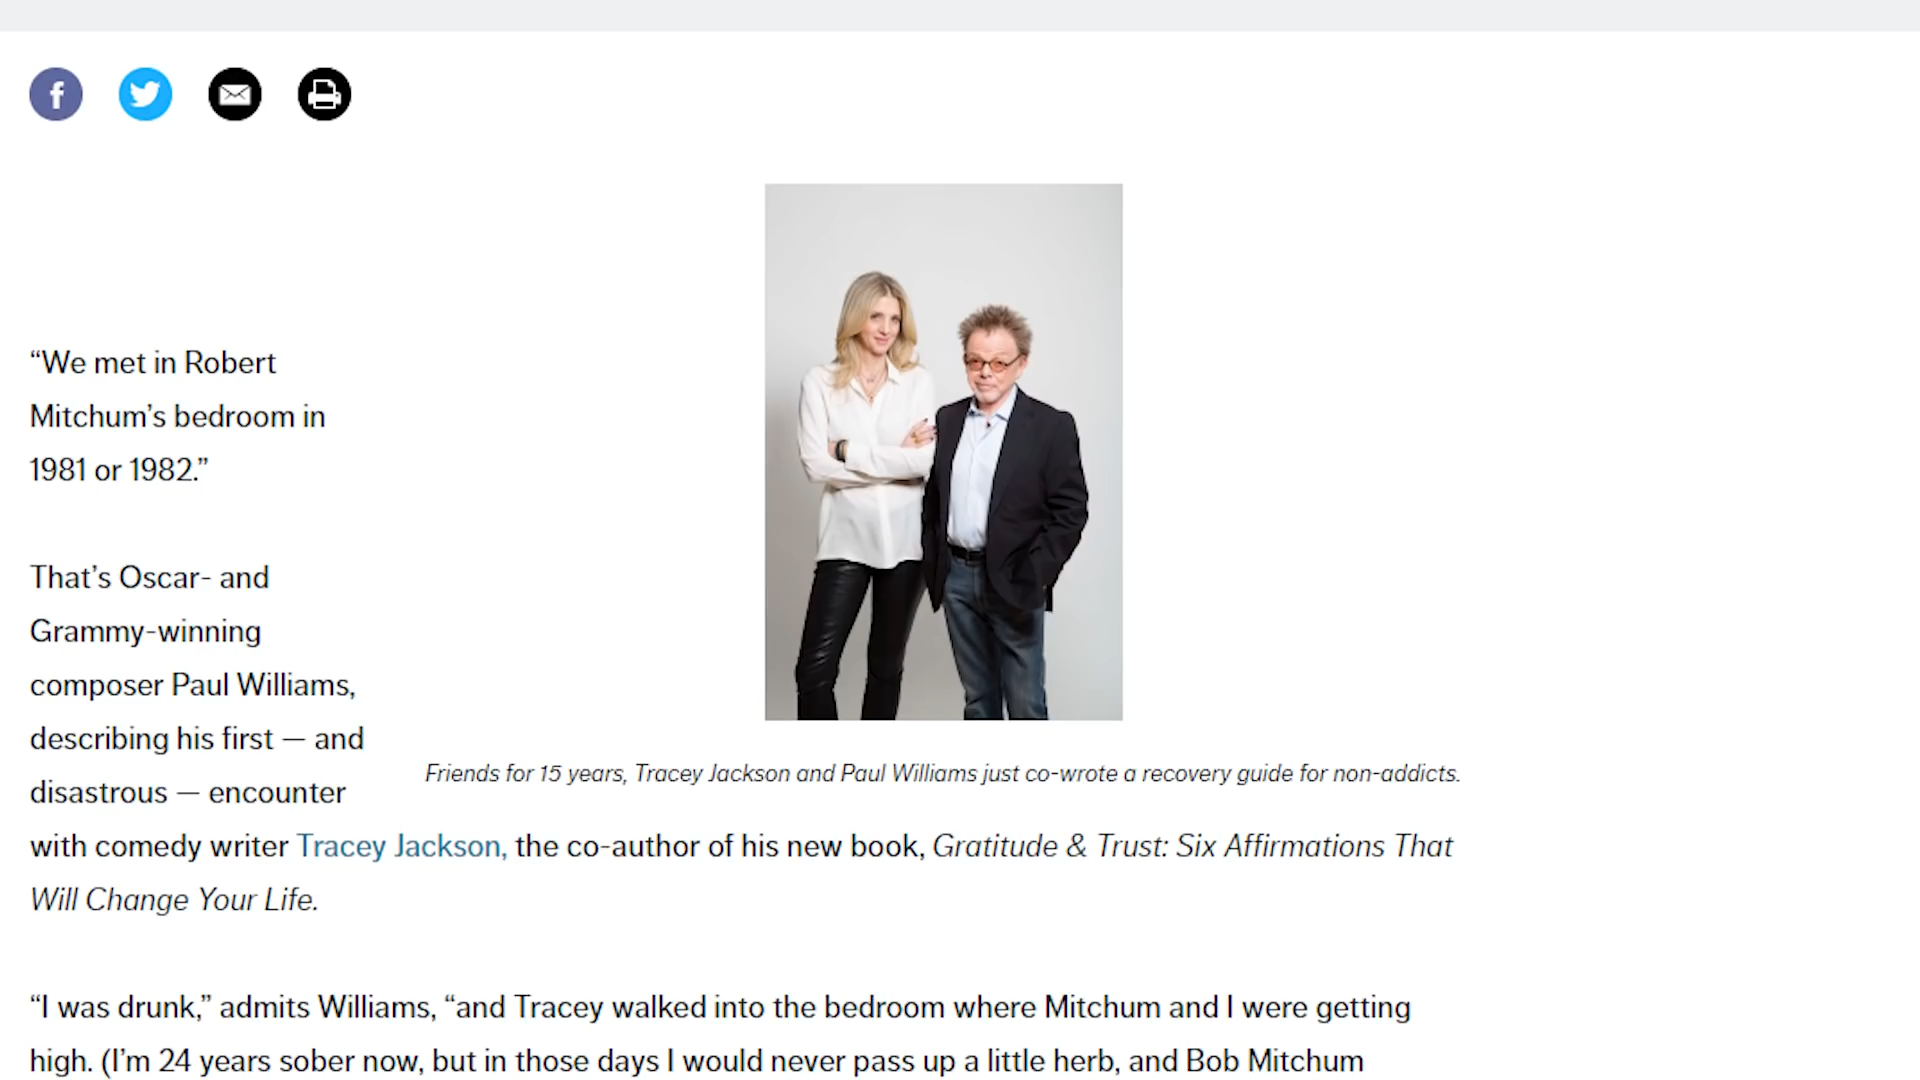 “We met in Robert
Mitchum’s bedroom in
1981 or 1982.”
That’s Oscar- and
Grammy-winning
composer Paul Williams,
describing his first — and
disastrous — encounter
Friends for 15 years, Tracey Jackson and Paul Williams just co-wrote a recovery guide for non-addicts.
with comedy writer Tracey Jackson, the co-author of his new book, Gratitude & Trust: Six Affirmations That
Will Change Your Life.
“I was drunk,” admits Williams, “and Tracey walked into the bedroom where Mitchum and I were getting
high. (I’m 24 years sober now, but in those days I would never pass up a little herb, and Bob Mitchum